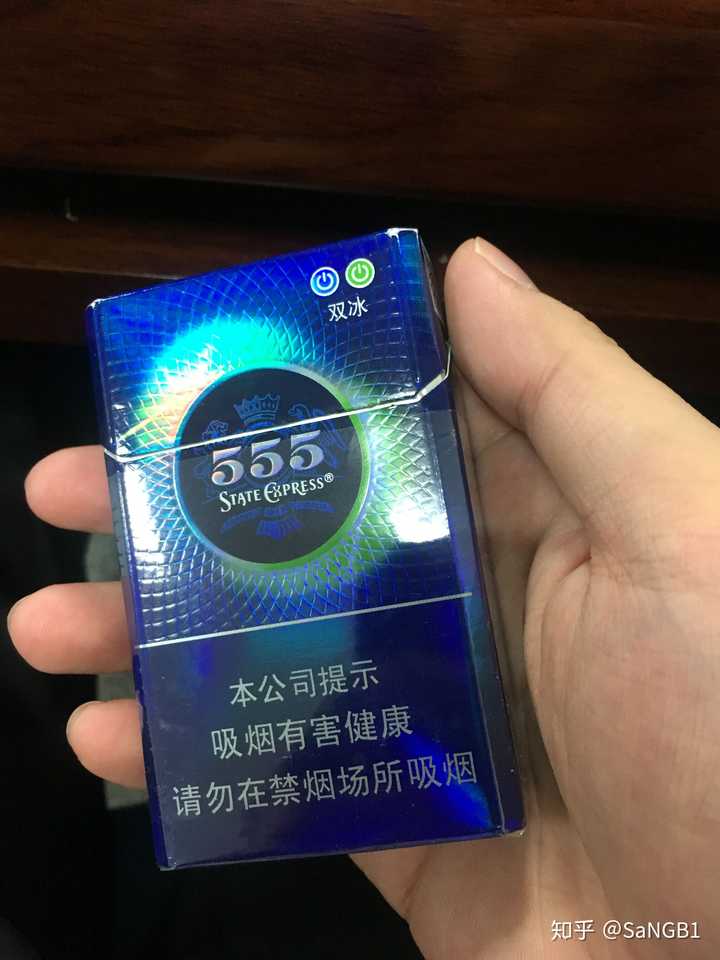 双冰
555
STATE EXPRESS®
本公司提示
吸烟有害健康
请勿在禁烟场所吸烟
知乎 @SaNGB1